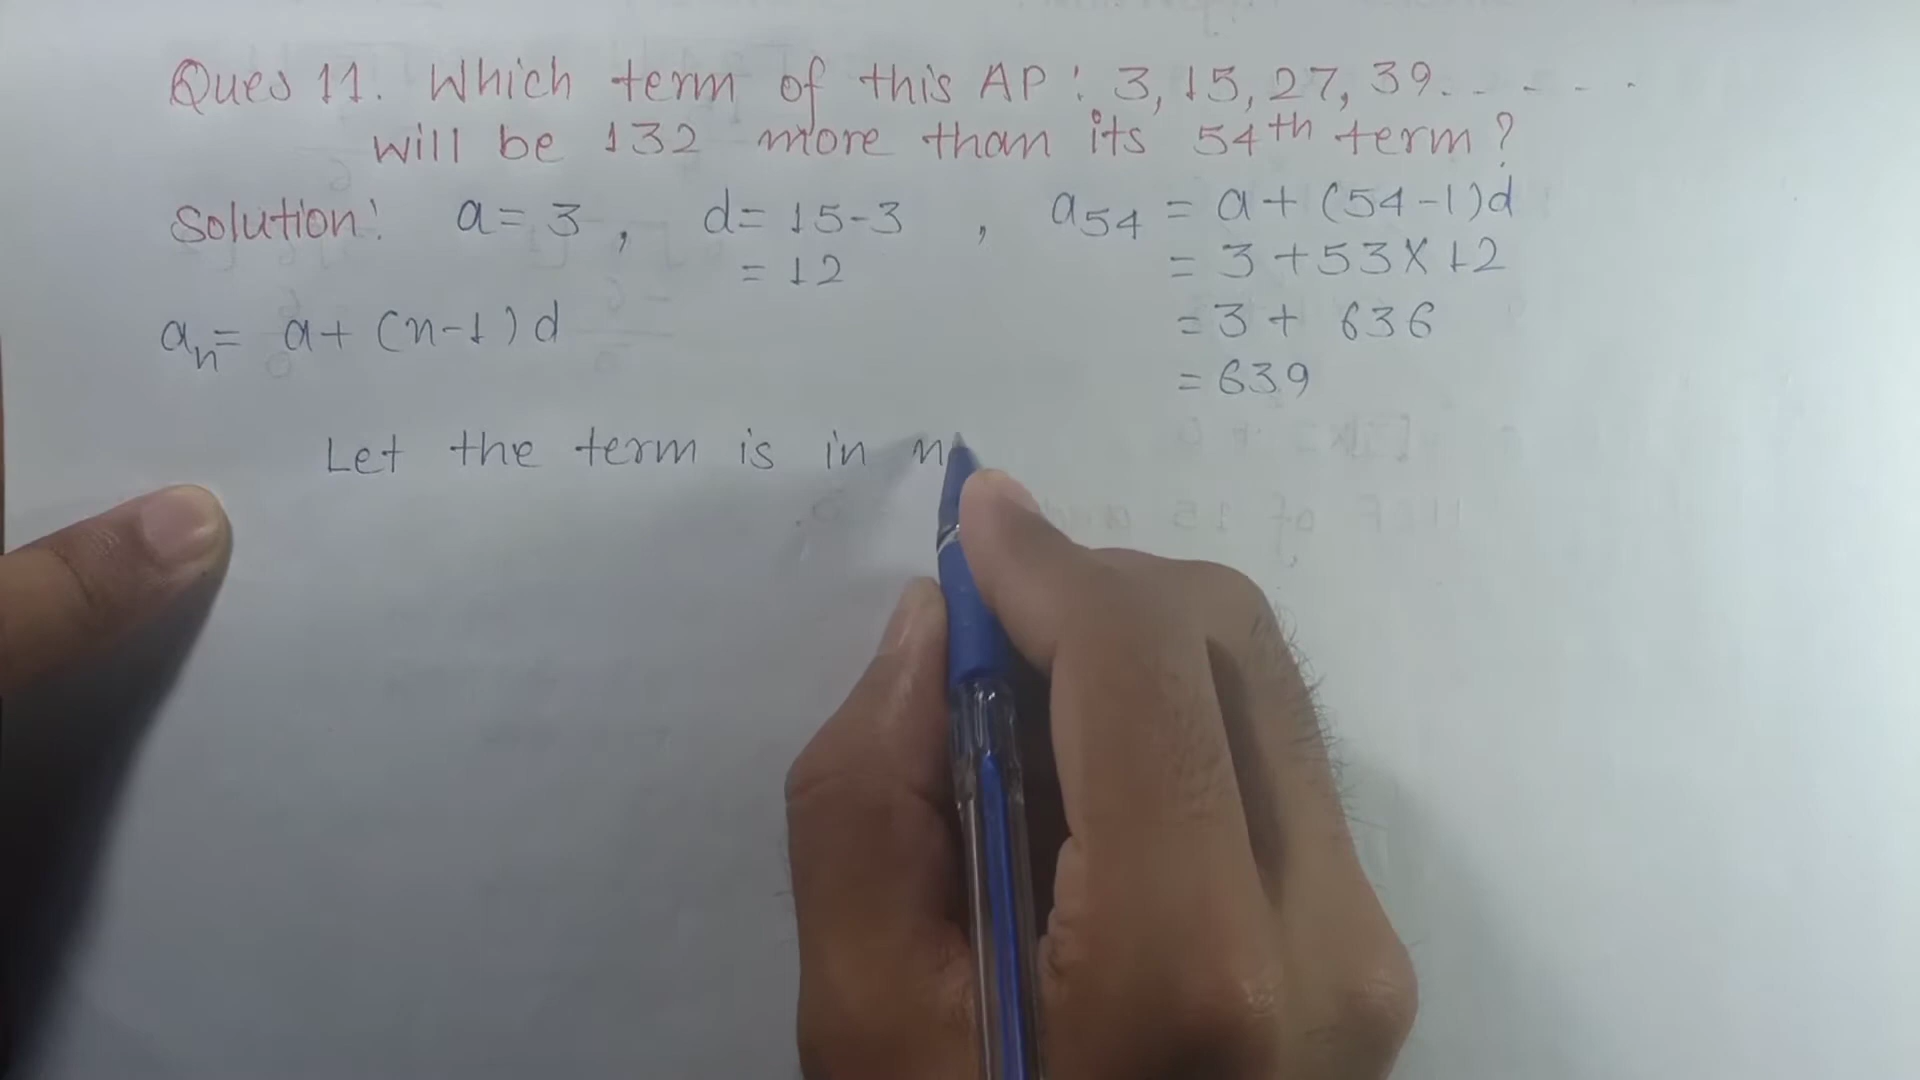 Ques 11. Which term of this AP : 3, 15, 27, 39. . - - - .
will be 132 more than its 54th term ?
Solution! a = 3 , d = 15-3 , a54 = a + (54-1)d
= 12 = 3 + 53 X 12
an = a + (n-1) d = 3 + 636
= 639
Let the term is in n